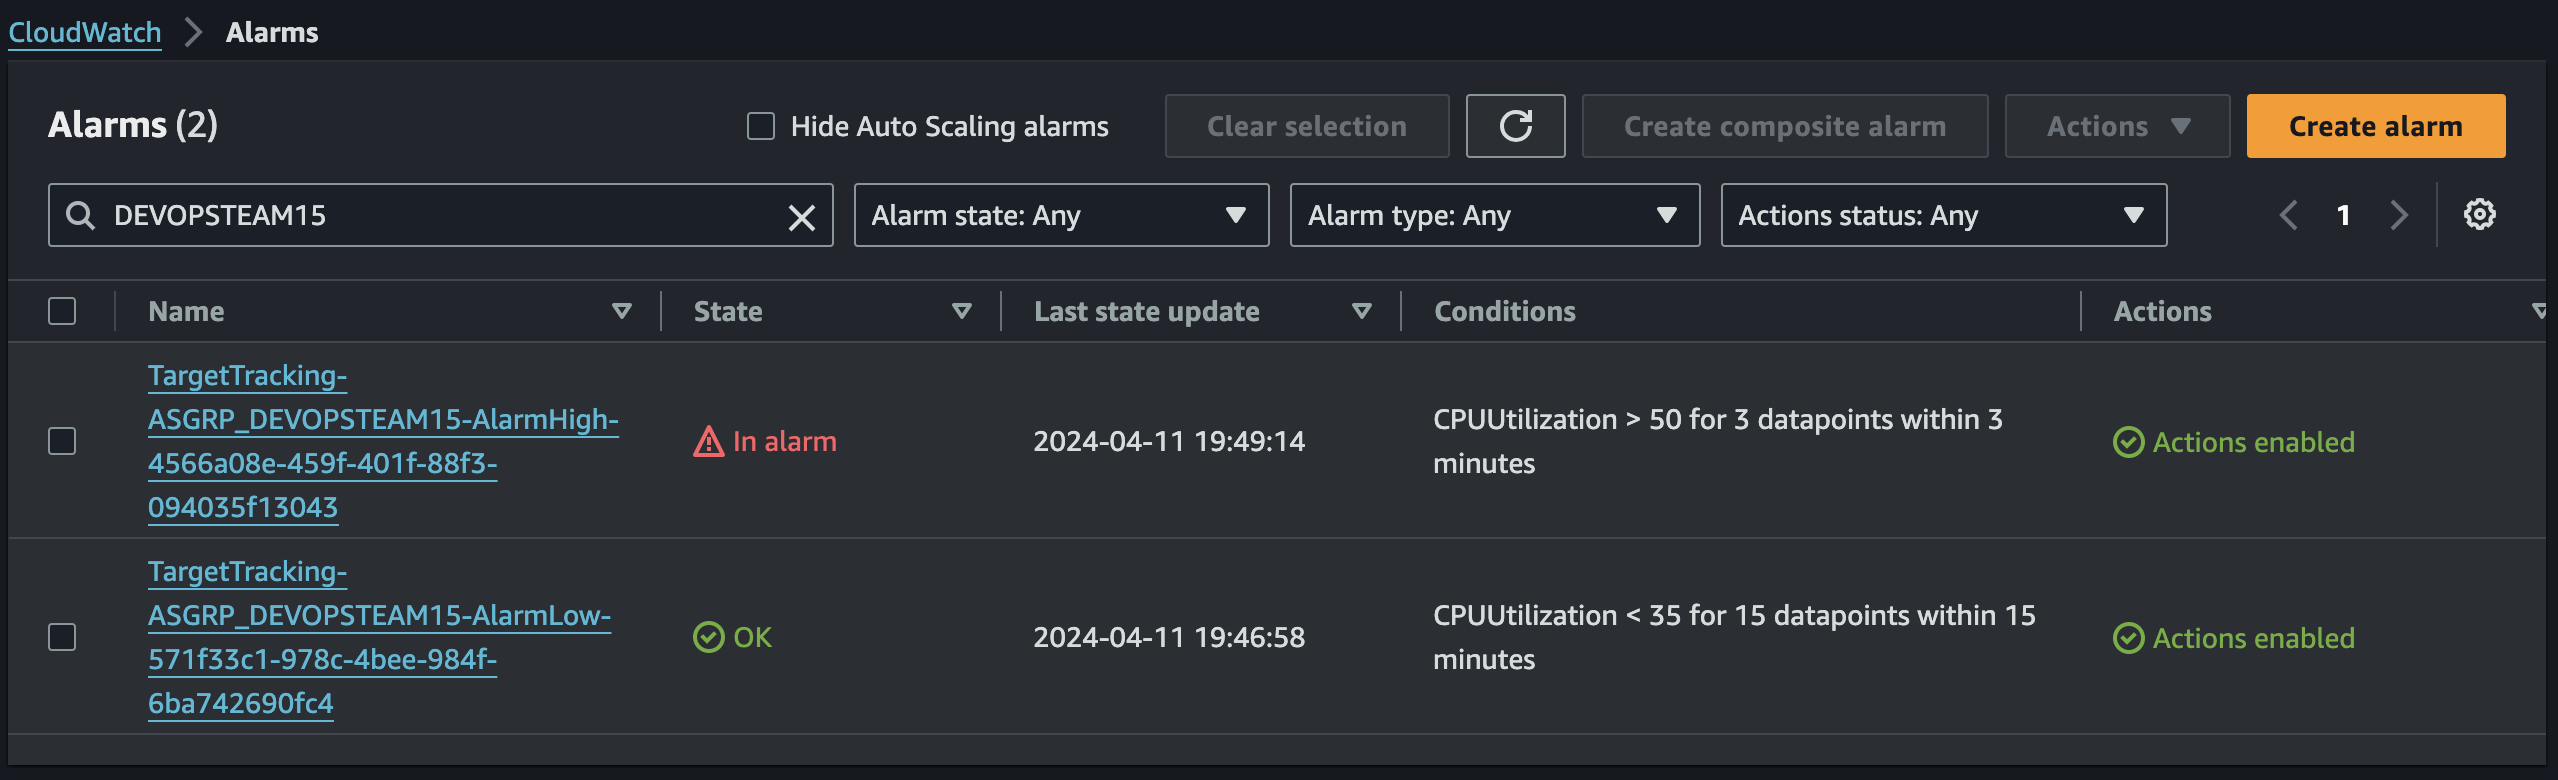 CloudWatch > Alarms
Alarms (2)
Hide Auto Scaling alarms
Clear selection
Create composite alarm
Actions
Create alarm
DEVOPSTEAM15
Alarm state: Any
Alarm type: Any
Actions status: Any
1
Name
State
Last state update
Conditions
Actions
TargetTracking-
ASGRP_DEVOPSTEAM15-AlarmHigh-
4566a08e-459f-401f-88f3-
094035f13043
In alarm
2024-04-11 19:49:14
CPUUtilization > 50 for 3 datapoints within 3
minutes
Actions enabled
TargetTracking-
ASGRP_DEVOPSTEAM15-AlarmLow-
571f33c1-978c-4bee-984f-
6ba742690fc4
OK
2024-04-11 19:46:58
CPUUtilization < 35 for 15 datapoints within 15
minutes
Actions enabled